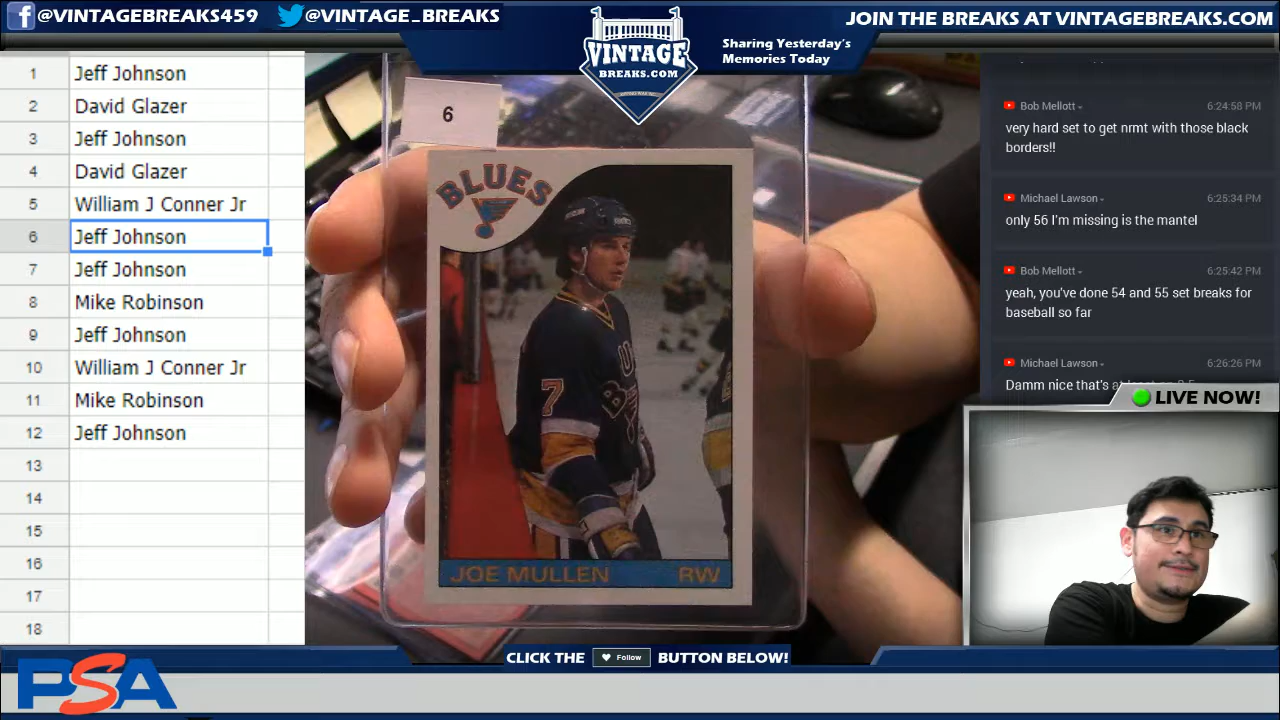 @VINTAGEBREAKS459
@VINTAGE_BREAKS
VINTAGE
BREAKS.COM
Sharing Yesterday's
Memories Today
JOIN THE BREAKS AT VINTAGEBREAKS.COM
1 Jeff Johnson
2 David Glazer
3 Jeff Johnson
4 David Glazer
5 William J Conner Jr
6 Jeff Johnson
7 Jeff Johnson
8 Mike Robinson
9 Jeff Johnson
10 William J Conner Jr
11 Mike Robinson
12 Jeff Johnson
13
14
15
16
17
18
6
BLUES
7
JOE MULLEN RW
Bob Mellott 6:24:58 PM
very hard set to get nrmt with those black
borders!!
Michael Lawson 6:25:34 PM
only 56 I'm missing is the mantel
Bob Mellott 6:25:42 PM
yeah, you've done 54 and 55 set breaks for
baseball so far
Michael Lawson 6:26:26 PM
Damm nice that's
LIVE NOW!
CLICK THE Follow BUTTON BELOW!
PSA